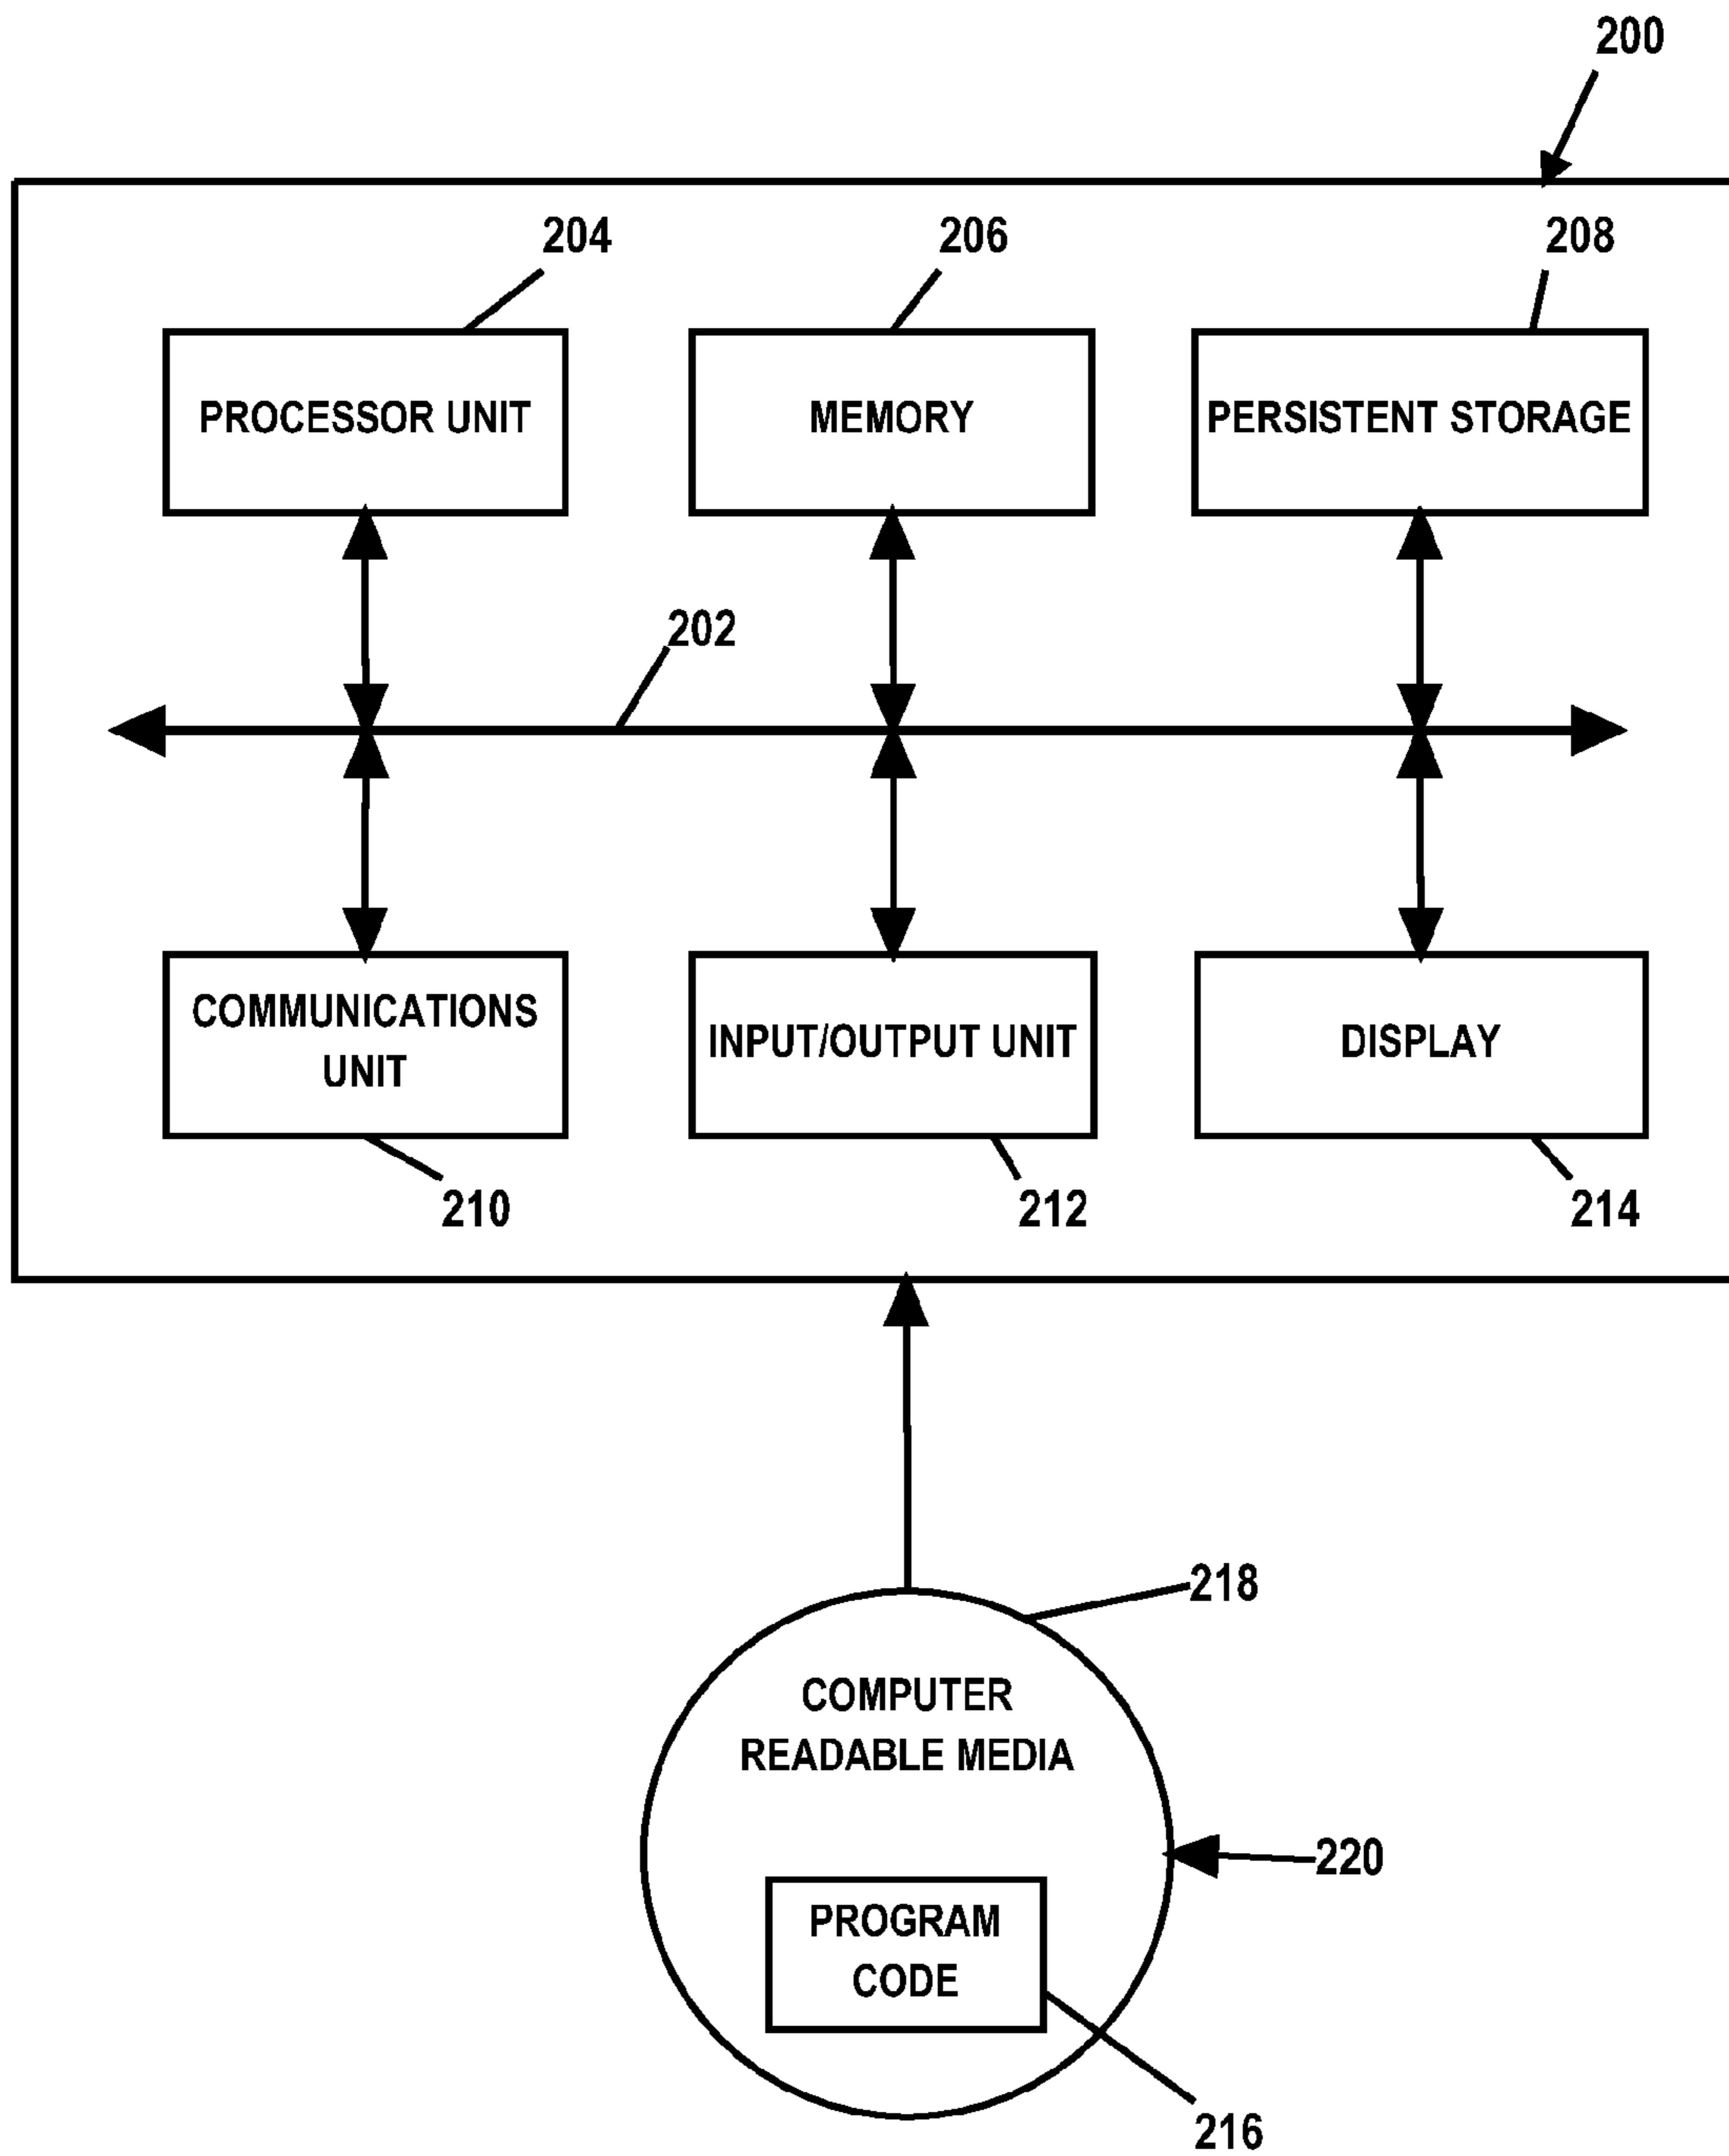 200
204
206
208
PROCESSOR UNIT
MEMORY
PERSISTENT STORAGE
202
COMMUNICATIONS
UNIT
INPUT/OUTPUT UNIT
DISPLAY
210
212
214
218
COMPUTER
READABLE MEDIA
220
PROGRAM
CODE
216